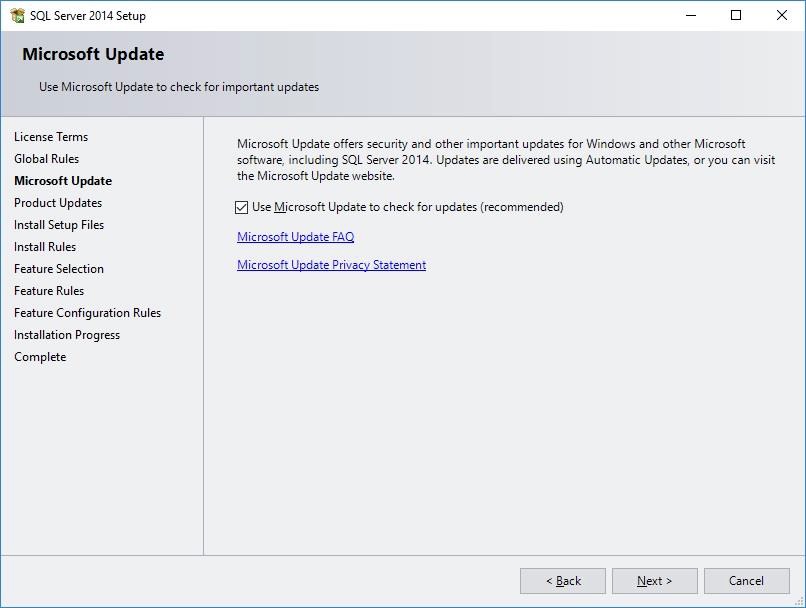 SQL Server 2014 Setup
Microsoft Update
Use Microsoft Update to check for important updates
License Terms
Global Rules
Microsoft Update
Product Updates
Install Setup Files
Install Rules
Feature Selection
Feature Rules
Feature Configuration Rules
Installation Progress
Complete
Microsoft Update offers security and other important updates for Windows and other Microsoft
software, including SQL Server 2014. Updates are delivered using Automatic Updates, or you can visit
the Microsoft Update website.
Use Microsoft Update to check for updates (recommended)
Microsoft Update FAQ
Microsoft Update Privacy Statement
< Back
Next >
Cancel